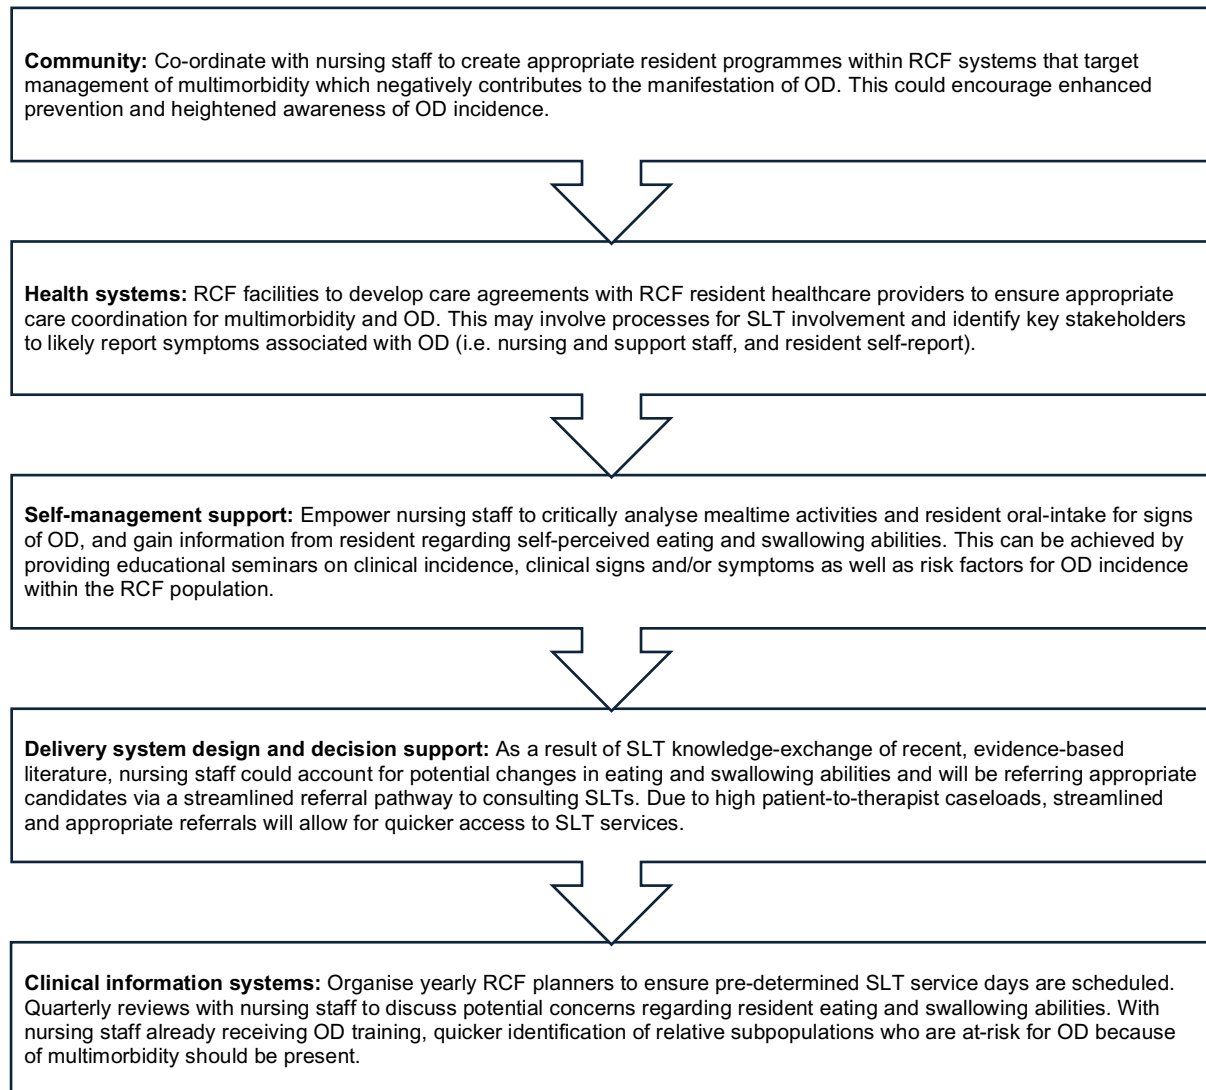 Community: Co-ordinate with nursing staff to create appropriate resident programmes within RCF systems that target
management of multimorbidity which negatively contributes to the manifestation of OD. This could encourage enhanced
prevention and heightened awareness of OD incidence.
Health systems: RCF facilities to develop care agreements with RCF resident healthcare providers to ensure appropriate
care coordination for multimorbidity and OD. This may involve processes for SLT involvement and identify key stakeholders
to likely report symptoms associated with OD (i.e. nursing and support staff, and resident self-report).
Self-management support: Empower nursing staff to critically analyse mealtime activities and resident oral-intake for signs
of OD, and gain information from resident regarding self-perceived eating and swallowing abilities. This can be achieved by
providing educational seminars on clinical incidence, clinical signs and/or symptoms as well as risk factors for OD incidence
within the RCF population.
Delivery system design and decision support: As a result of SLT knowledge-exchange of recent, evidence-based
literature, nursing staff could account for potential changes in eating and swallowing abilities and will be referring appropriate
candidates via a streamlined referral pathway to consulting SLTs. Due to high patient-to-therapist caseloads, streamlined
and appropriate referrals will allow for quicker access to SLT services.
Clinical information systems: Organise yearly RCF planners to ensure pre-determined SLT service days are scheduled.
Quarterly reviews with nursing staff to discuss potential concerns regarding resident eating and swallowing abilities. With
nursing staff already receiving OD training, quicker identification of relative subpopulations who are at-risk for OD because
of multimorbidity should be present.